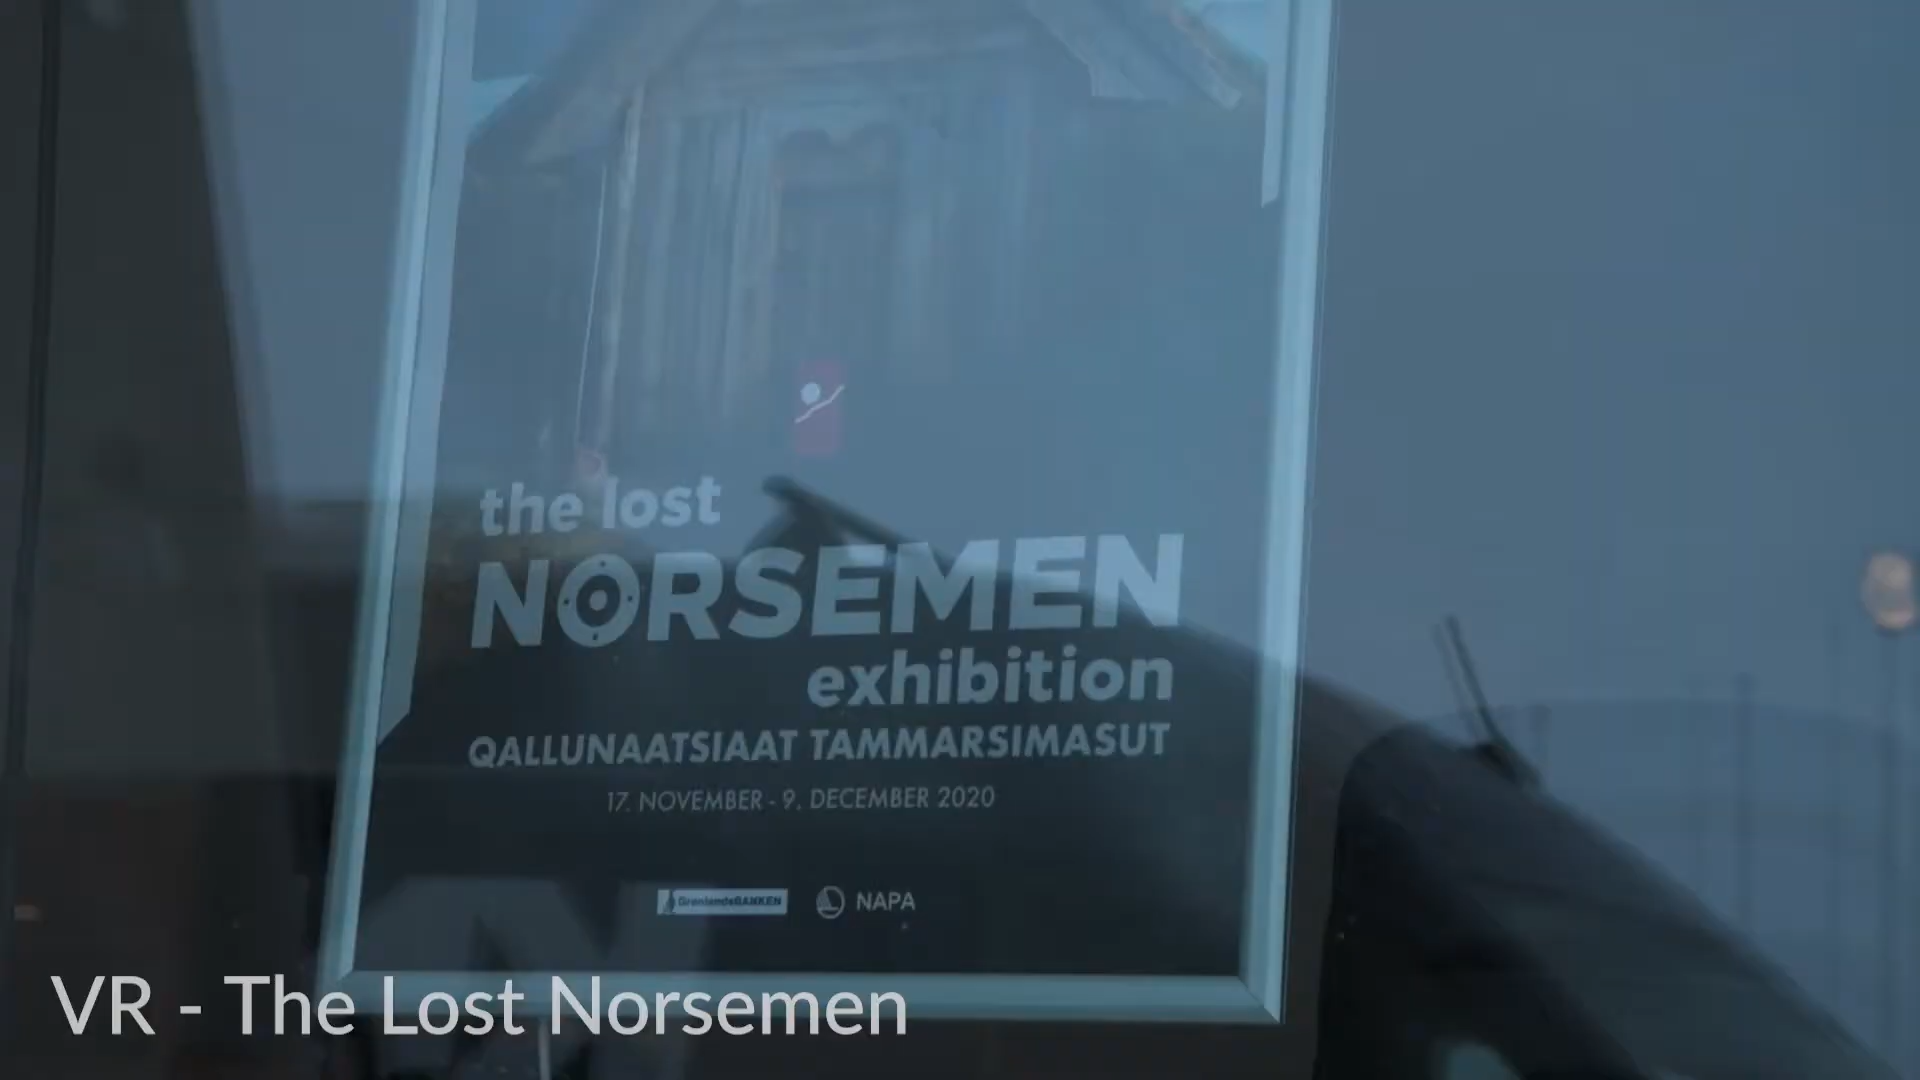 the lost
NORSEMEN
exhibition
QALLUNAATSIAAT TAMMARSIMASUT
17. NOVEMBER - 9. DECEMBER 2020
GrønlandsBANKEN NAPA
VR - The Lost Norsemen